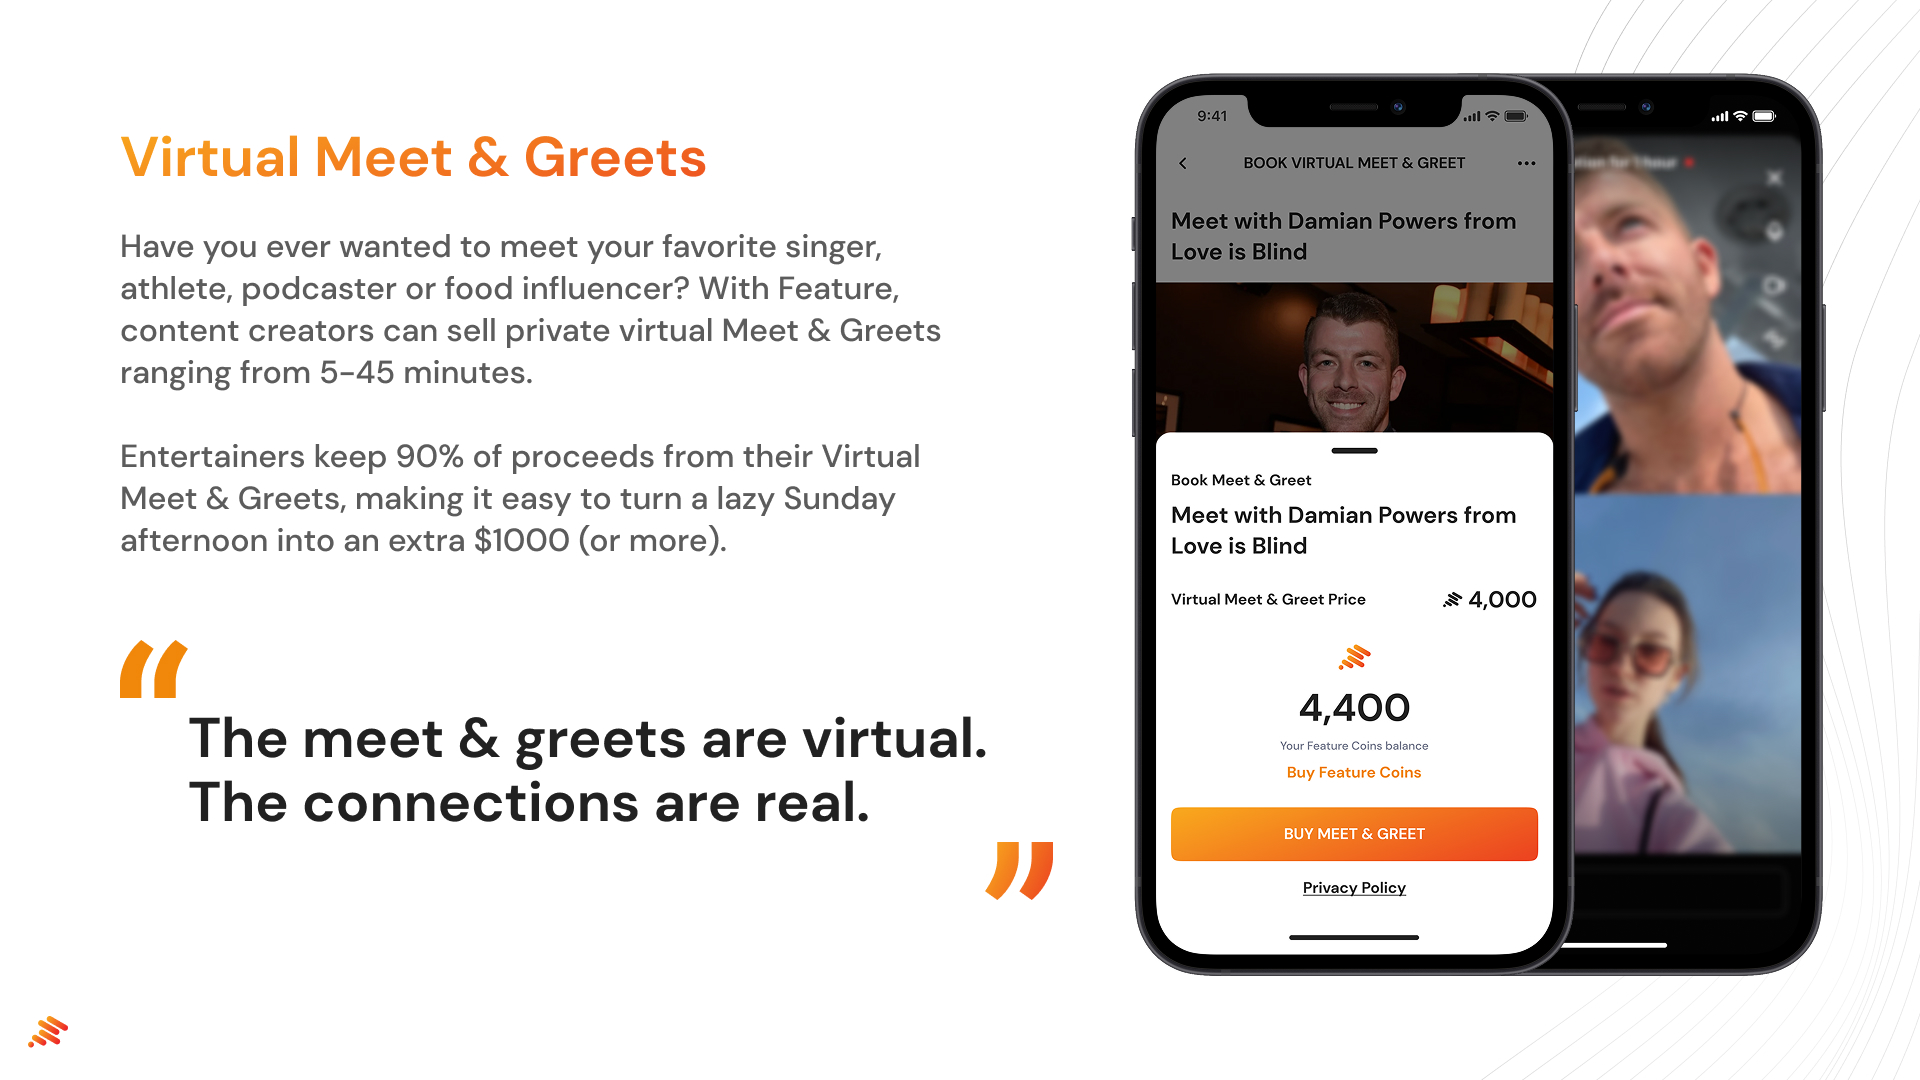 Virtual Meet & Greets
Have you ever wanted to meet your favorite singer,
athlete, podcaster or food influencer? With Feature,
content creators can sell private virtual Meet & Greets
ranging from 5-45 minutes.
Entertainers keep 90% of proceeds from their Virtual
Meet & Greets, making it easy to turn a lazy Sunday
afternoon into an extra $1000 (or more).
“
The meet & greets are virtual.
The connections are real.
”
9:41
BOOK VIRTUAL MEET & GREET
Meet with Damian Powers from
Love is Blind
Book Meet & Greet
Meet with Damian Powers from
Love is Blind
Virtual Meet & Greet Price 4,000
4,400
Your Feature Coins balance
Buy Feature Coins
BUY MEET & GREET
Privacy Policy
for 1 hour